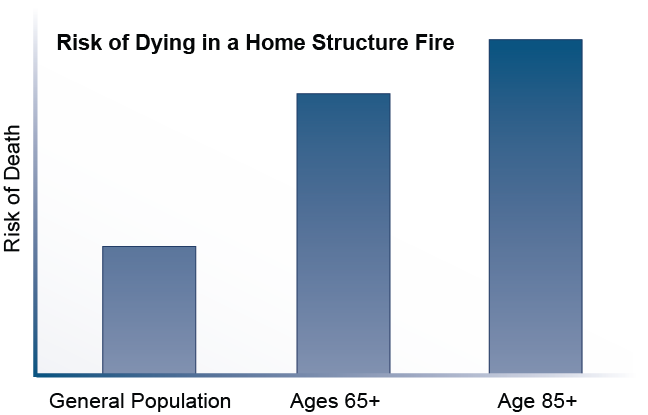 Risk of Dying in a Home Structure Fire
Risk of Death
General Population
Ages 65+
Age 85+